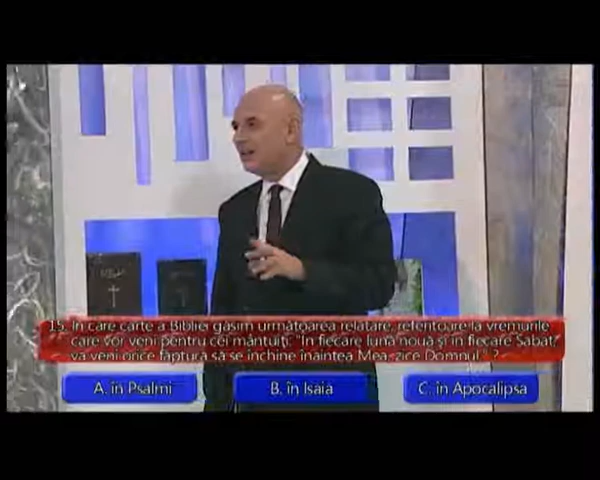 15. În care carte a Bibliei găsim următoarea relatare, referitoare la vremurile
care vor veni pentru cei mântuiți: "În fiecare lună nouă și în fiecare Sabat,
va veni orice făptură să se închine înaintea Mea, zice Domnul." ?
A. în Psalmi
B. în Isaia
C. în Apocalipsa